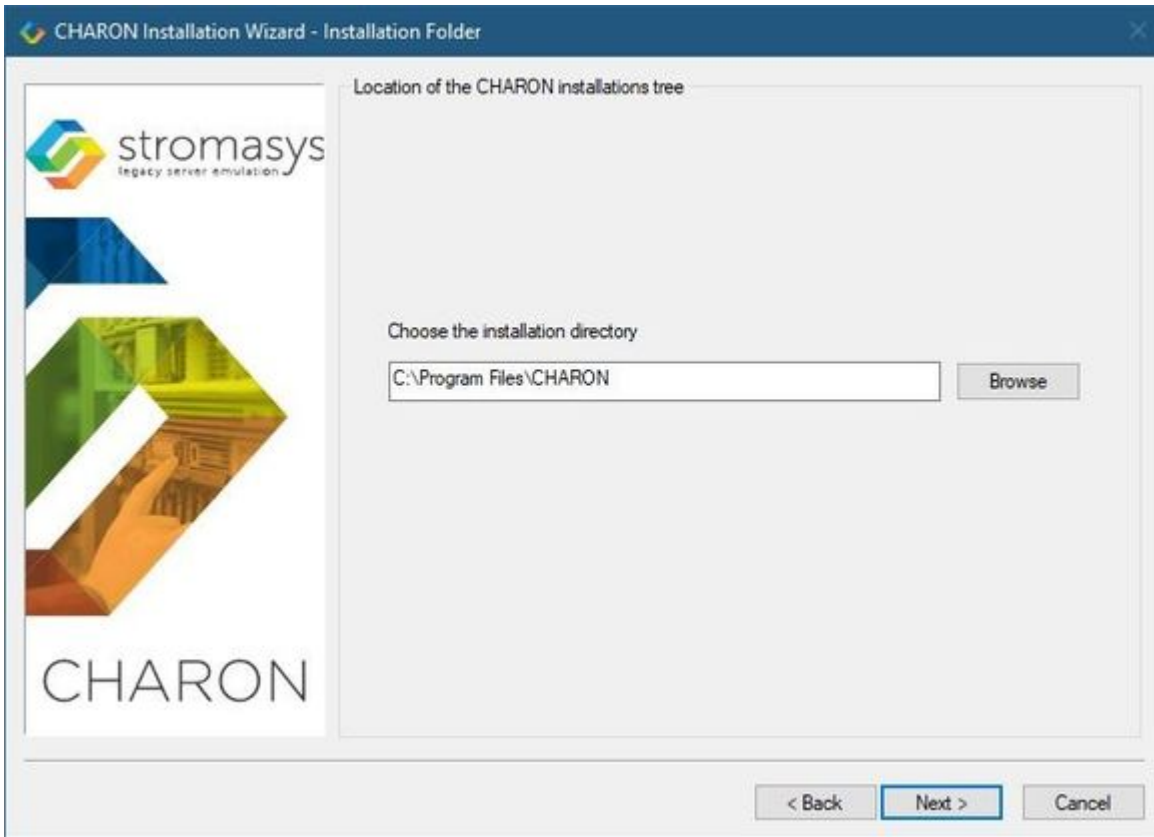 CHARON Installation Wizard - Installation Folder
stromasys
legacy server emulation
CHARON
Location of the CHARON installations tree
Choose the installation directory
C:\Program Files\CHARON
Browse
< Back
Next >
Cancel